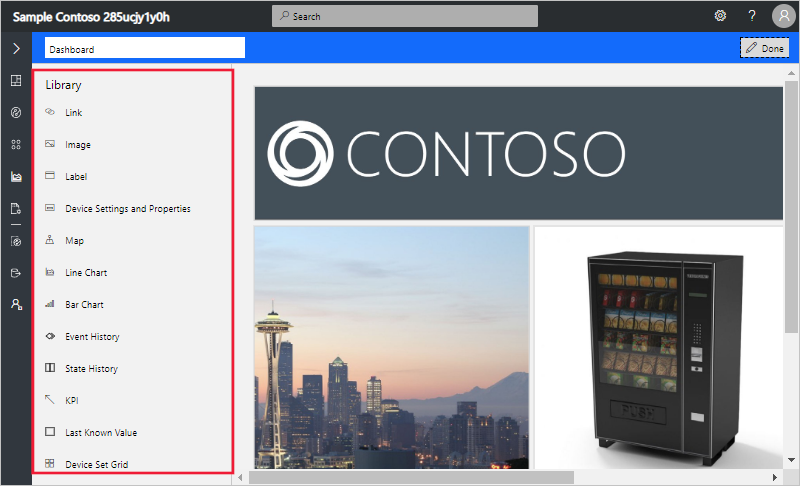 Sample Contoso 285ucjy1y0h
Search
?
Dashboard
Done
Library
Link
Image
Label
Device Settings and Properties
Map
Line Chart
Bar Chart
Event History
State History
KPI
Last Known Value
Device Set Grid
CONTOSO
PUSH